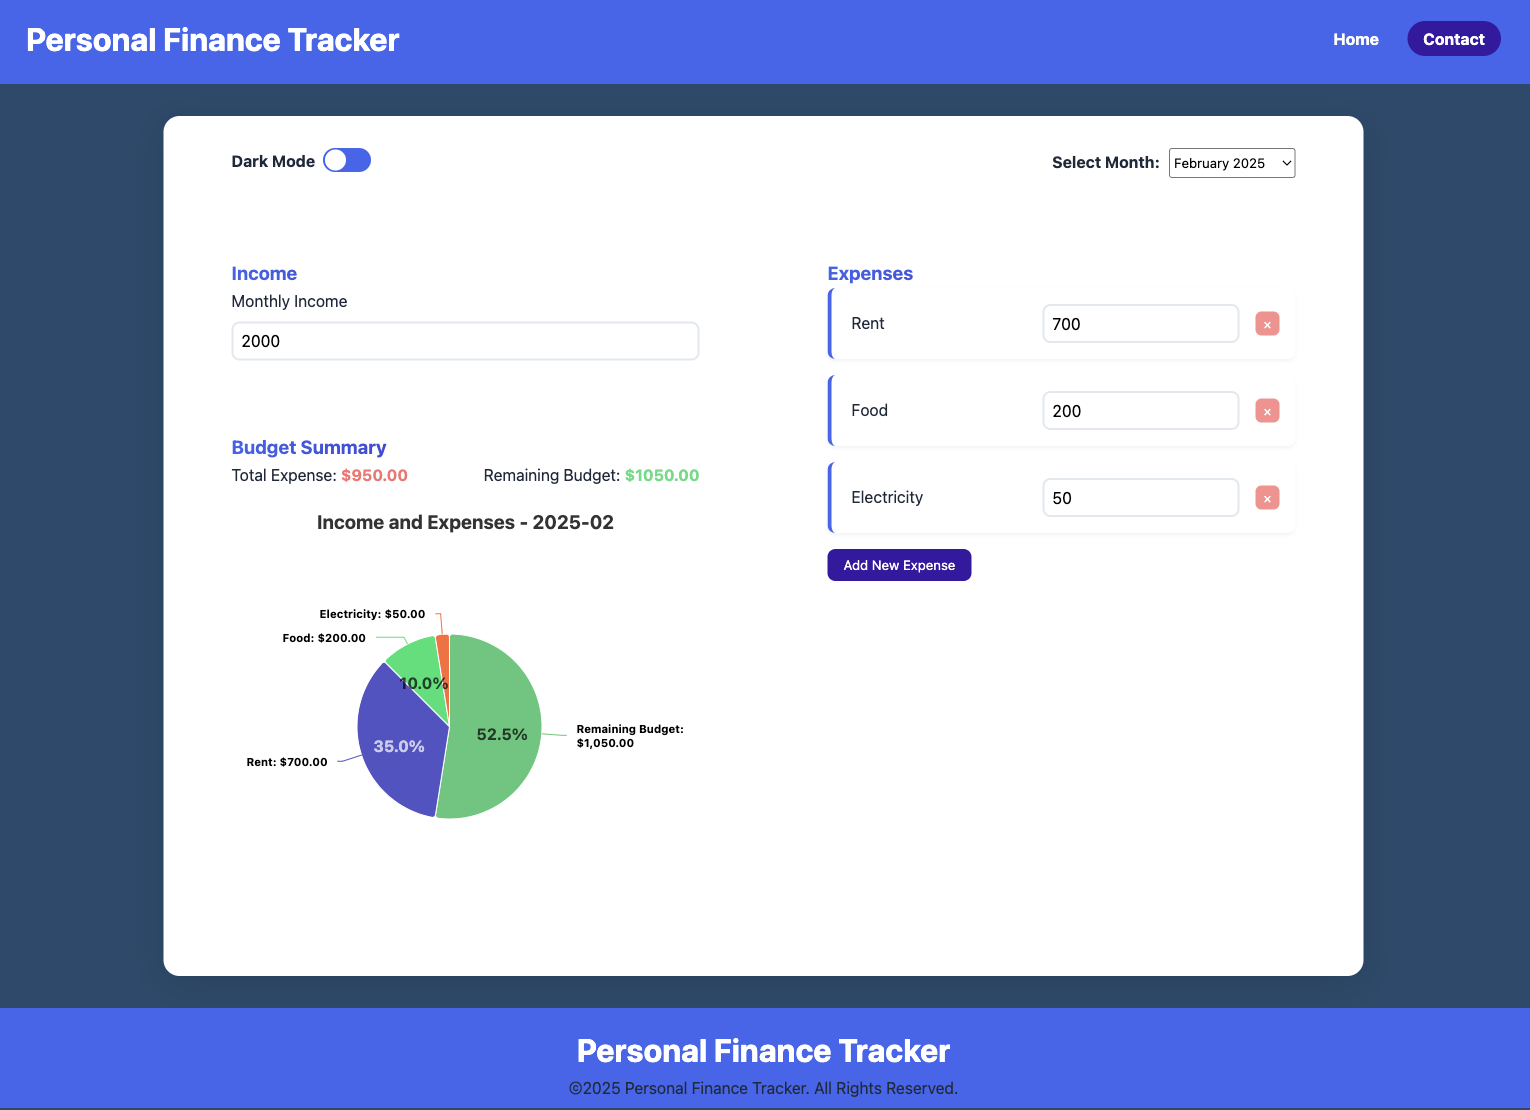 Personal Finance Tracker
Home
Contact
Dark Mode
Select Month: February 2025
Income
Monthly Income
2000
Budget Summary
Total Expense: $950.00
Remaining Budget: $1050.00
Income and Expenses - 2025-02
Electricity: $50.00
Food: $200.00
10.0%
52.5%
35.0%
Remaining Budget:
$1,050.00
Rent: $700.00
Expenses
Rent
700
×
Food
200
×
Electricity
50
×
Add New Expense
Personal Finance Tracker
©2025 Personal Finance Tracker. All Rights Reserved.